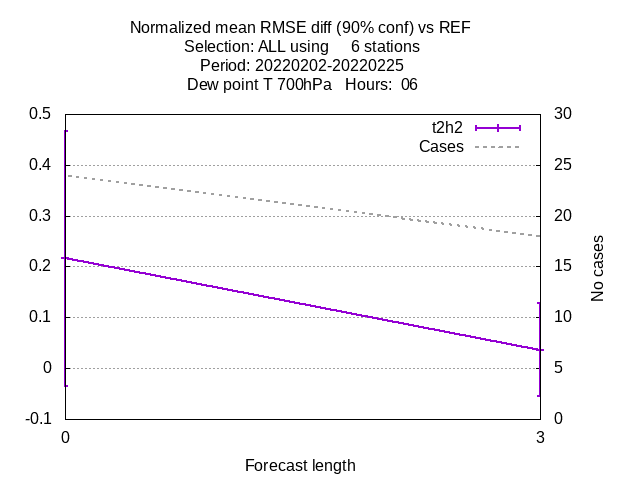 Normalized mean RMSE diff (90% conf) vs REF
Selection: ALL using     6 stations
Period: 20220202-20220225
Dew point T 700hPa   Hours:  06
0.5
0.4
0.3
0.2
0.1
0
-0.1
t2h2
Cases
30
25
20
15
10
5
0
No cases
0
3
Forecast length